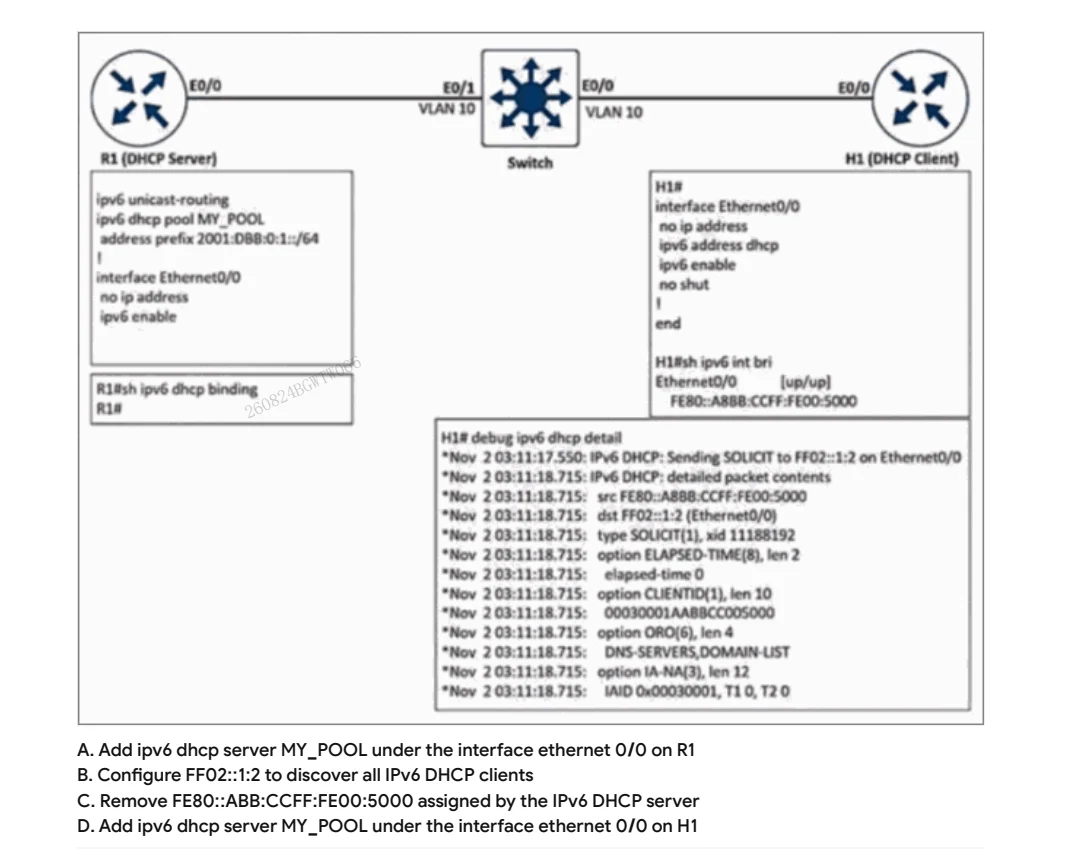 E0/0
E0/1
E0/0
E0/0
VLAN 10
VLAN 10
R1 (DHCP Server)
Switch
H1 (DHCP Client)
ipv6 unicast-routing
ipv6 dhcp pool MY_POOL
address prefix 2001:DBB:0:1::/64
!
interface Ethernet0/0
no ip address
ipv6 enable
R1#sh ipv6 dhcp binding
R1#
260824BGWTW066
H1#
interface Ethernet0/0
no ip address
ipv6 address dhcp
ipv6 enable
no shut
!
end
H1#sh ipv6 int bri
Ethernet0/0 [up/up]
FE80::A8BB:CCFF:FE00:5000
H1# debug ipv6 dhcp detail
*Nov 2 03:11:17.550: IPv6 DHCP: Sending SOLICIT to FF02::1:2 on Ethernet0/0
*Nov 2 03:11:18.715: IPv6 DHCP: detailed packet contents
*Nov 2 03:11:18.715: src FE80::A8BB:CCFF:FE00:5000
*Nov 2 03:11:18.715: dst FF02::1:2 (Ethernet0/0)
*Nov 2 03:11:18.715: type SOLICIT(1), xid 11188192
*Nov 2 03:11:18.715: option ELAPSED-TIME(8), len 2
*Nov 2 03:11:18.715: elapsed-time 0
*Nov 2 03:11:18.715: option CLIENTID(1), len 10
*Nov 2 03:11:18.715: 00030001AABBCC005000
*Nov 2 03:11:18.715: option ORO(6), len 4
*Nov 2 03:11:18.715: DNS-SERVERS,DOMAIN-LIST
*Nov 2 03:11:18.715: option IA-NA(3), len 12
*Nov 2 03:11:18.715: IAID 0x00030001, T1 0, T2 0
A. Add ipv6 dhcp server MY_POOL under the interface ethernet 0/0 on R1
B. Configure FF02::1:2 to discover all IPv6 DHCP clients
C. Remove FE80::ABB:CCFF:FE00:5000 assigned by the IPv6 DHCP server
D. Add ipv6 dhcp server MY_POOL under the interface ethernet 0/0 on H1